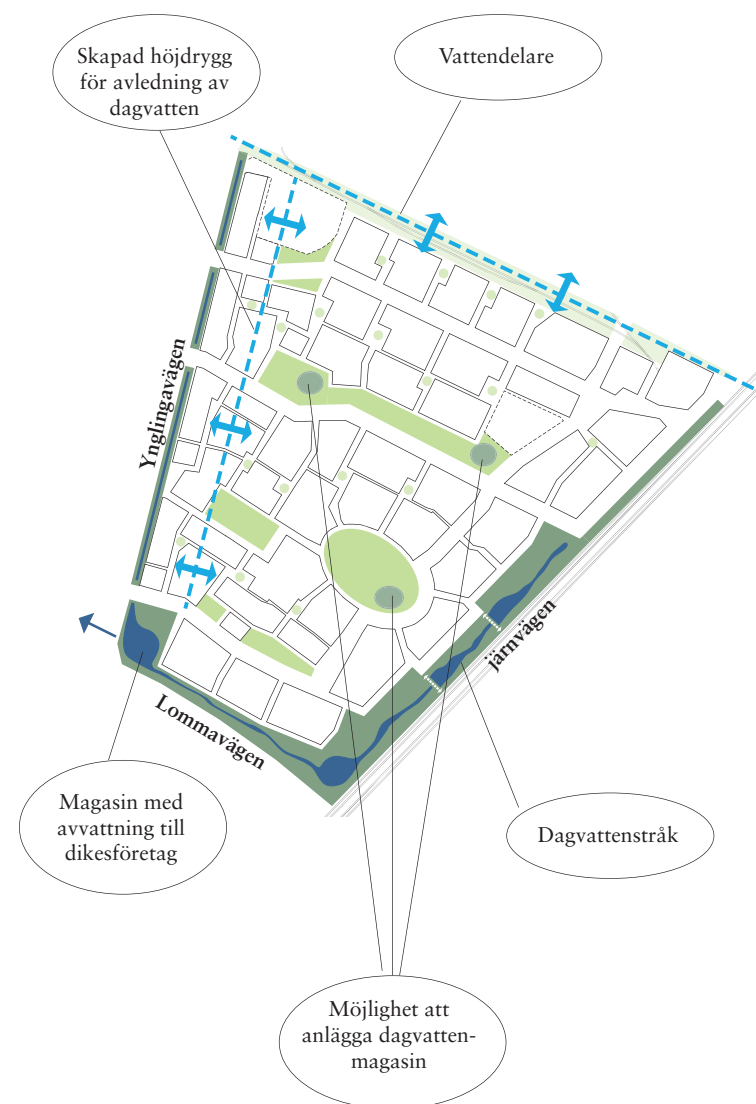 Skapad höjdrygg
för avledning av
dagvatten
Vattendelare
Ynglingavägen
järnvägen
Lommavägen
Magasin med
avvattning till
dikesföretag
Dagvattenstråk
Möjlighet att
anlägga dagvatten-
magasin